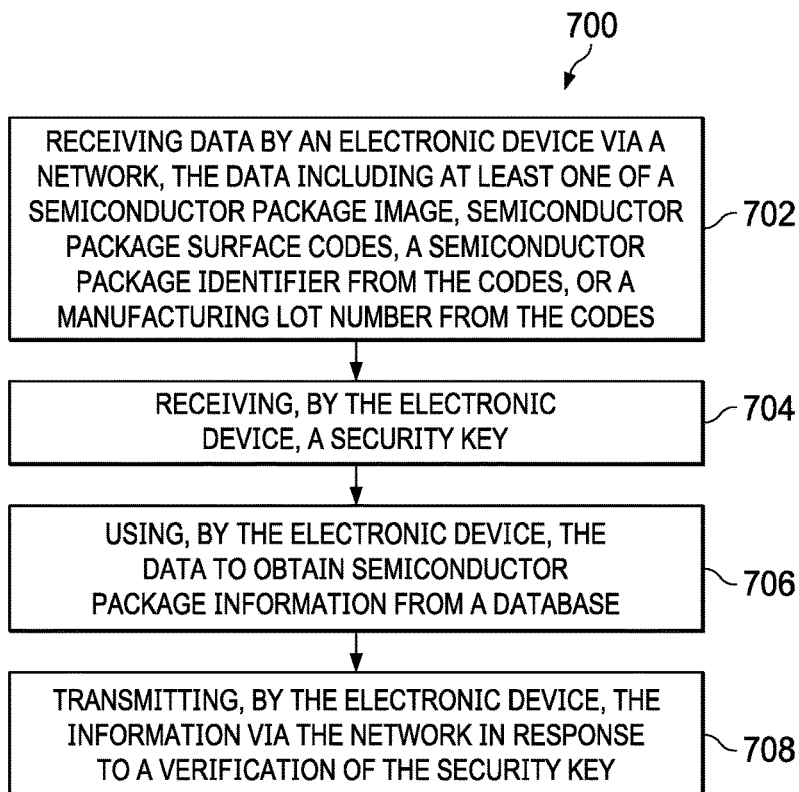 700
RECEIVING DATA BY AN ELECTRONIC DEVICE VIA A
NETWORK, THE DATA INCLUDING AT LEAST ONE OF A
SEMICONDUCTOR PACKAGE IMAGE, SEMICONDUCTOR
PACKAGE SURFACE CODES, A SEMICONDUCTOR
PACKAGE IDENTIFIER FROM THE CODES, OR A
MANUFACTURING LOT NUMBER FROM THE CODES
702
RECEIVING, BY THE ELECTRONIC
DEVICE, A SECURITY KEY
704
USING, BY THE ELECTRONIC DEVICE, THE
DATA TO OBTAIN SEMICONDUCTOR
PACKAGE INFORMATION FROM A DATABASE
706
TRANSMITTING, BY THE ELECTRONIC DEVICE, THE
INFORMATION VIA THE NETWORK IN RESPONSE
TO A VERIFICATION OF THE SECURITY KEY
708